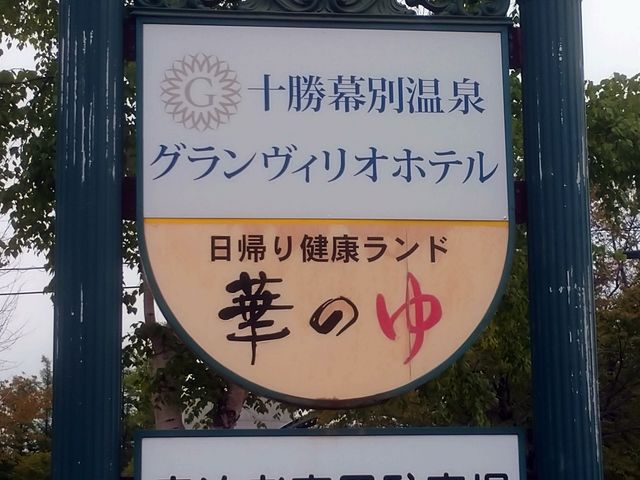 G
十勝幕別温泉
グランヴィリオホテル
日帰り健康ランド
華のゆ